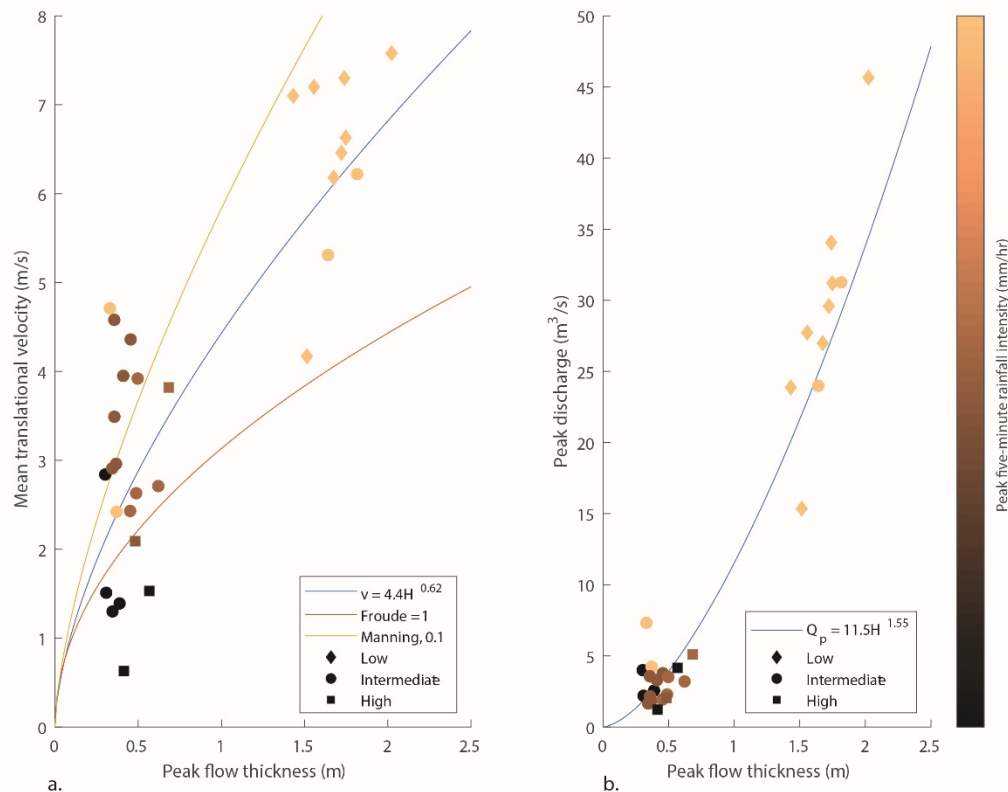 8
7
6
5
4
3
2
1
0
Mean translational velocity (m/s)
0
0.5
1
1.5
2
2.5
Peak flow thickness (m)
a.
v = 4.4H 0.62
Froude = 1
Manning, 0.1
Low
Intermediate
High
50
45
40
35
30
25
20
15
10
5
0
Peak discharge (m3/s)
0
0.5
1
1.5
2
2.5
Peak flow thickness (m)
b.
Q_p = 11.5H 1.55
Low
Intermediate
High
Peak five-minute rainfall intensity (mm/hr)